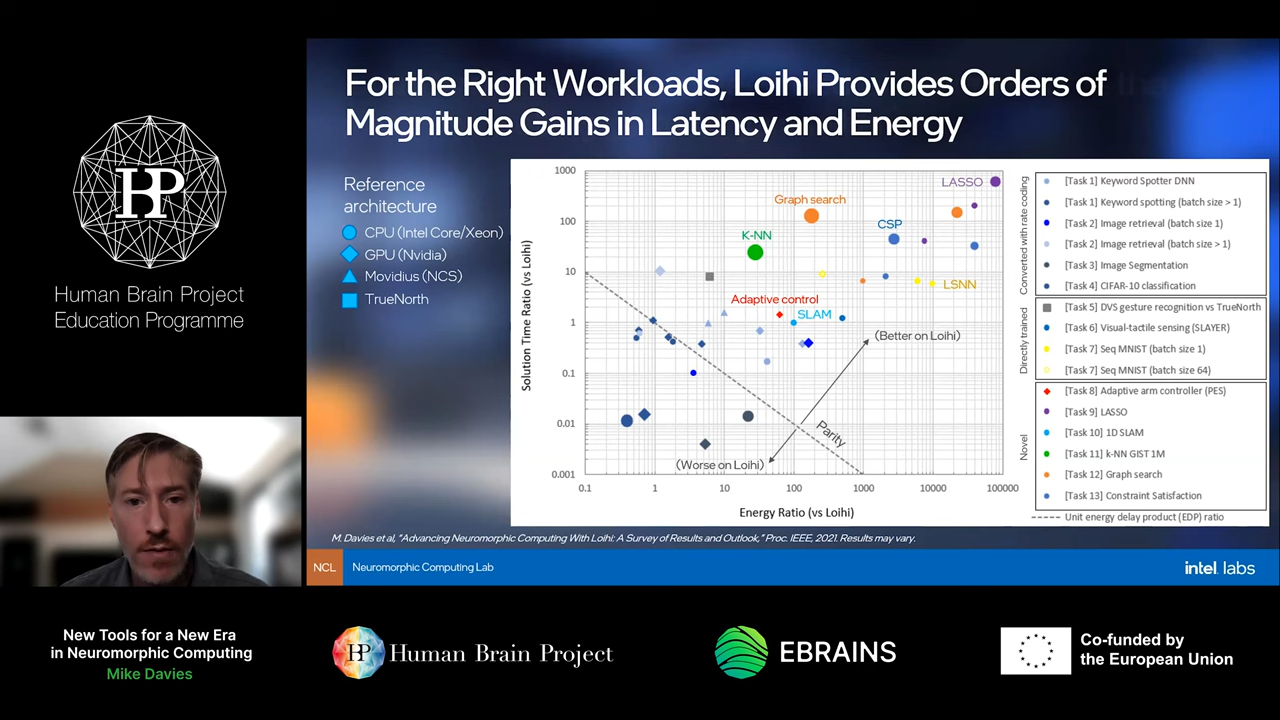 HP
Human Brain Project
Education Programme
For the Right Workloads, Loihi Provides Orders of
Magnitude Gains in Latency and Energy
Reference
architecture
CPU (Intel Core/Xeon)
GPU (Nvidia)
Movidius (NCS)
TrueNorth
Solution Time Ratio (vs Loihi)
1000
100
10
1
0.1
0.01
0.001
LASSO
Graph search
CSP
K-NN
LSNN
Adaptive control
SLAM
(Better on Loihi)
Parity
(Worse on Loihi)
0.1
1
10
100
1000
10000
100000
Energy Ratio (vs Loihi)
Converted with rate coding
[Task 1] Keyword Spotter DNN
[Task 1] Keyword spotting (batch size > 1)
[Task 2] Image retrieval (batch size 1)
[Task 2] Image retrieval (batch size > 1)
[Task 3] Image Segmentation
[Task 4] CIFAR-10 classification
Directly trained
[Task 5] DVS gesture recognition vs TrueNorth
[Task 6] Visual-tactile sensing (SLAYER)
[Task 7] Seq MNIST (batch size 1)
[Task 7] Seq MNIST (batch size 64)
Novel
[Task 8] Adaptive arm controller (PES)
[Task 9] LASSO
[Task 10] 1D SLAM
[Task 11] k-NN GIST 1M
[Task 12] Graph search
[Task 13] Constraint Satisfaction
Unit energy delay product (EDP) ratio
M. Davies et al, "Advancing Neuromorphic Computing With Loihi: A Survey of Results and Outlook," Proc. IEEE, 2021. Results may vary.
NCL Neuromorphic Computing Lab
intel. labs
New Tools for a New Era
in Neuromorphic Computing
Mike Davies
HP Human Brain Project
EBRAINS
Co-funded by
the European Union